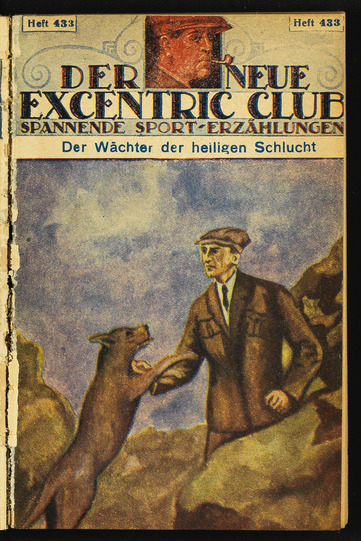 Heft 433
Heft 433
DER NEUE
EXCENTRIC CLUB
SPANNENDE SPORT-ERZÄHLUNGEN
Der Wächter der heiligen Schlucht